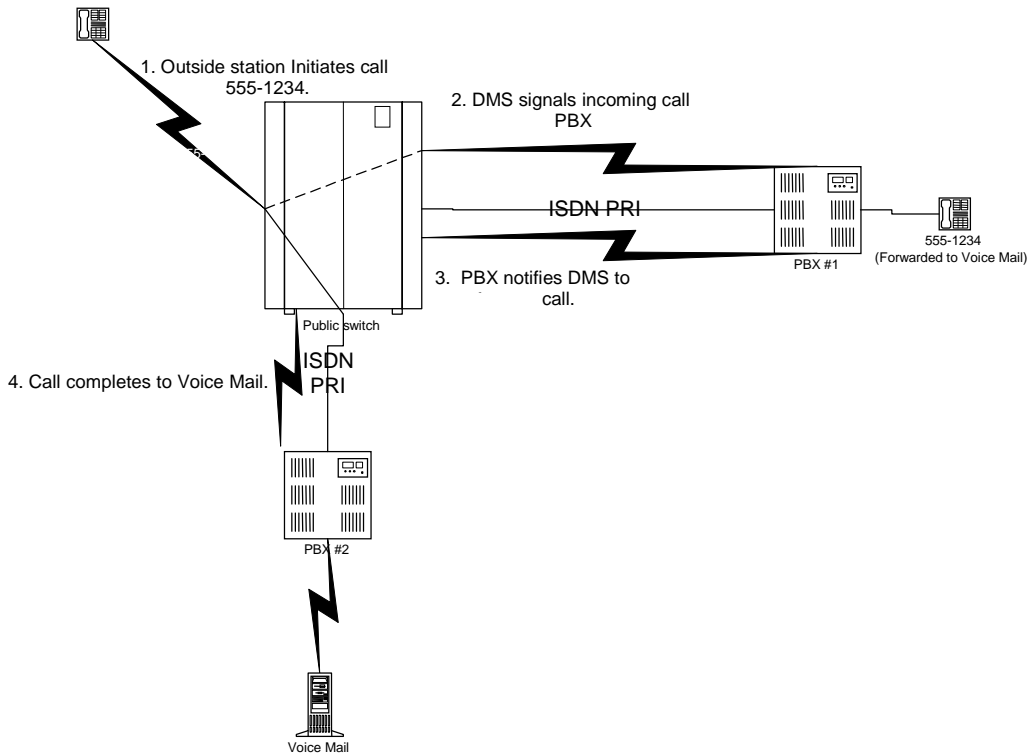 1. Outside station Initiates call
555-1234.
2. DMS signals incoming call
PBX
ISDN PRI
555-1234
(Forwarded to Voice Mail)
PBX #1
3. PBX notifies DMS to
call.
Public switch
ISDN
PRI
4. Call completes to Voice Mail.
PBX #2
Voice Mail